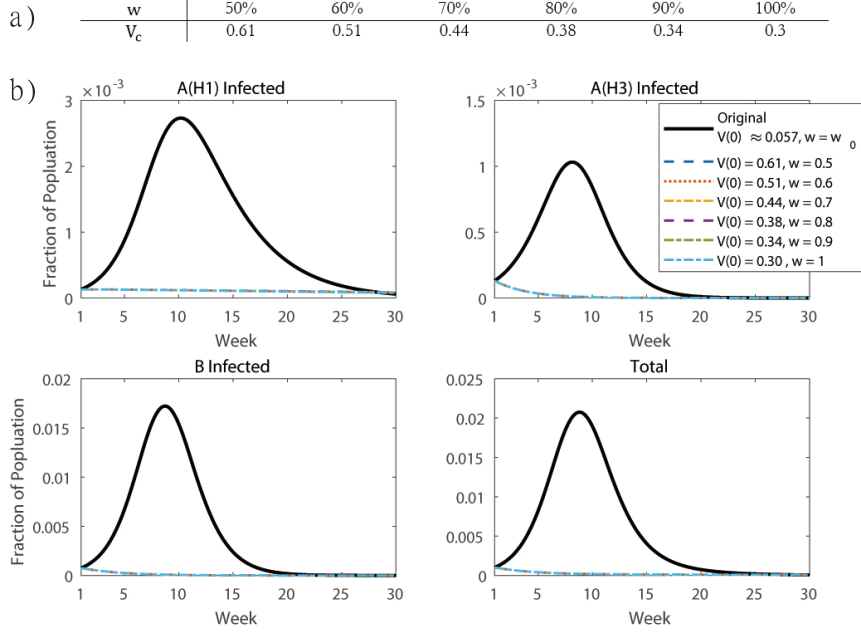 a)
w 50% 60% 70% 80% 90% 100%
Vc 0.61 0.51 0.44 0.38 0.34 0.3
b)
A(H1) Infected
×10^-3
3
2
1
0
Fraction of Popluation
1 5 10 15 20 25 30
Week
A(H3) Infected
×10^-3
1.5
1
0.5
0
1 5 10 15 20 25 30
Week
Original
V(0) ≈ 0.057, w = w0
V(0) = 0.61, w = 0.5
V(0) = 0.51, w = 0.6
V(0) = 0.44, w = 0.7
V(0) = 0.38, w = 0.8
V(0) = 0.34, w = 0.9
V(0) = 0.30 , w = 1
B Infected
0.02
0.015
0.01
0.005
0
Fraction of Popluation
1 5 10 15 20 25 30
Week
Total
0.025
0.02
0.015
0.01
0.005
0
1 5 10 15 20 25 30
Week